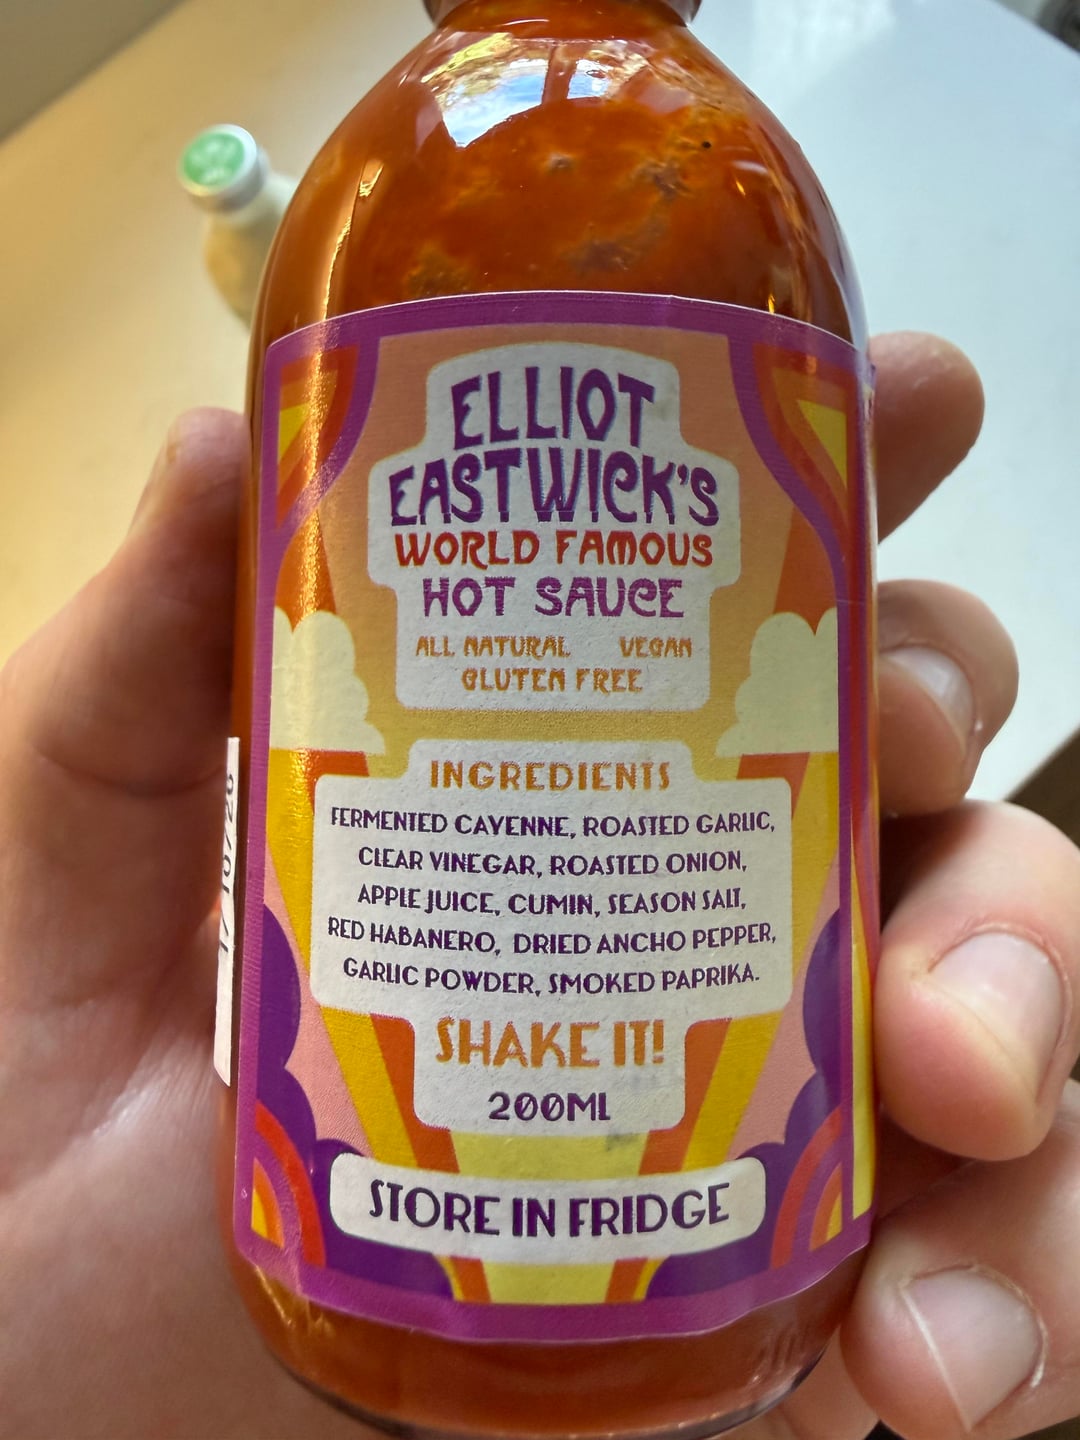 ELLIOT
EASTWICK'S
WORLD FAMOUS
HOT SAUCE
ALL NATURAL VEGAN
GLUTEN FREE
INGREDIENTS
FERMENTED CAYENNE, ROASTED GARLIC,
CLEAR VINEGAR, ROASTED ONION,
APPLE JUICE, CUMIN, SEASON SALT,
RED HABANERO, DRIED ANCHO PEPPER,
GARLIC POWDER, SMOKED PAPRIKA.
SHAKE IT!
200ML
STORE IN FRIDGE